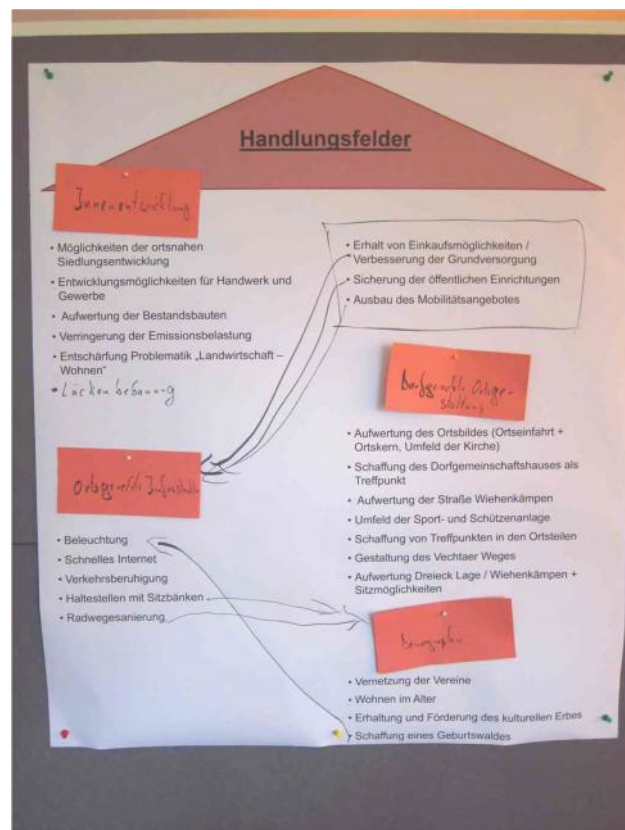 Handlungsfelder
Innenentwicklung
• Möglichkeiten der ortsnahen
Siedlungsentwicklung
• Entwicklungsmöglichkeiten für Handwerk und
Gewerbe
• Aufwertung der Bestandsbauten
• Verringerung der Emissionsbelastung
• Entschärfung Problematik „Landwirtschaft –
Wohnen“
• Lückenbebauung
• Erhalt von Einkaufsmöglichkeiten /
Verbesserung der Grundversorgung
• Sicherung der öffentlichen Einrichtungen
• Ausbau des Mobilitätsangebotes
Ortsgerechte Infrastruktur
• Beleuchtung
• Schnelles Internet
• Verkehrsberuhigung
• Haltestellen mit Sitzbänken
• Radwegesanierung
Dorfgerechte Ortsge-
staltung
• Aufwertung des Ortsbildes (Ortseinfahrt +
Ortskern, Umfeld der Kirche)
• Schaffung des Dorfgemeinschaftshauses als
Treffpunkt
• Aufwertung der Straße Wiehenkämpen
• Umfeld der Sport- und Schützenanlage
• Schaffung von Treffpunkten in den Ortsteilen
• Gestaltung des Vechtaer Weges
• Aufwertung Dreieck Lage / Wiehenkämpen +
Sitzmöglichkeiten
Demographie
• Vernetzung der Vereine
• Wohnen im Alter
• Erhaltung und Förderung des kulturellen Erbes
• Schaffung eines Geburtswaldes